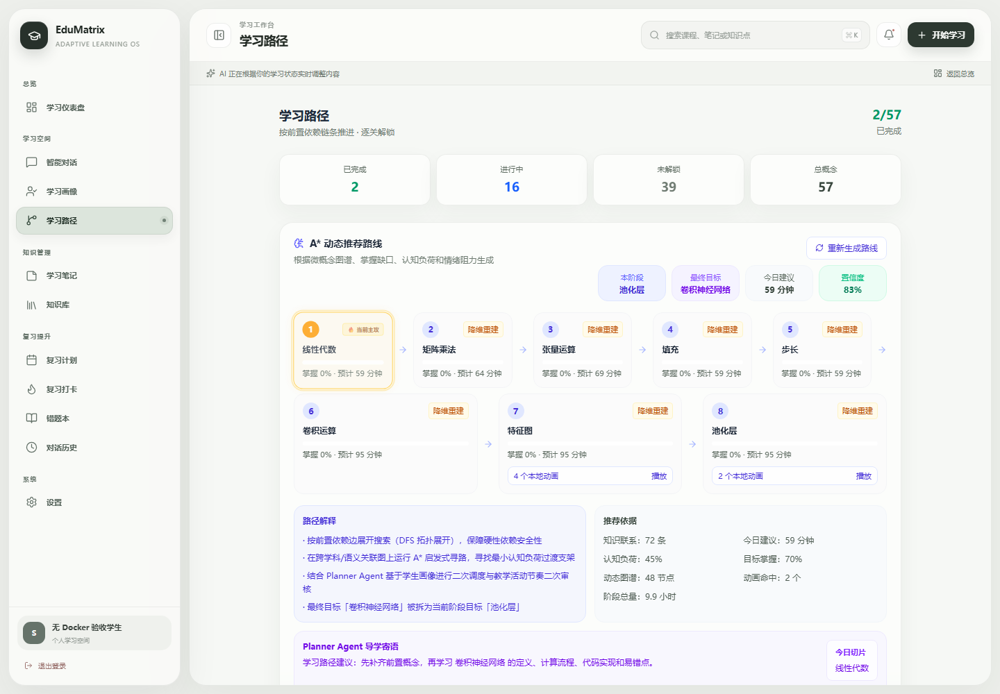 EduMatrix
ADAPTIVE LEARNING OS
总览
学习仪表盘
学习空间
智能对话
学习画像
学习路径
知识管理
学习笔记
知识库
复习提升
复习计划
复习打卡
错题本
对话历史
系统
设置
S
无 Docker 验收学生
个人学习空间
退出登录
学习工作台
学习路径
搜索课程、笔记或知识点
⌘K
开始学习
AI 正在根据你的学习状态实时调整内容
返回总览
学习路径
按前置依赖链条推进 · 逐关解锁
2/57
已完成
已完成
2
进行中
16
未解锁
39
总概念
57
A* 动态推荐路线
根据微概念图谱、掌握缺口、认知负荷和情绪阻力生成
重新生成路线
本阶段
池化层
最终目标
卷积神经网络
今日建议
59 分钟
置信度
83%
1
当前主攻
线性代数
掌握 0% · 预计 59 分钟
2
降维重建
矩阵乘法
掌握 0% · 预计 64 分钟
3
降维重建
张量运算
掌握 0% · 预计 69 分钟
4
降维重建
填充
掌握 0% · 预计 59 分钟
5
降维重建
步长
掌握 0% · 预计 59 分钟
6
降维重建
卷积运算
掌握 0% · 预计 95 分钟
7
降维重建
特征图
掌握 0% · 预计 95 分钟
4 个本地动画
播放
8
降维重建
池化层
掌握 0% · 预计 95 分钟
2 个本地动画
播放
路径解释
· 按前置依赖边展开搜索（DFS 拓扑展开），保障硬性依赖安全性
· 在跨学科/语义关联图上运行 A* 启发式寻路，寻找最小认知负荷过渡支架
· 结合 Planner Agent 基于学生画像进行二次调度与教学活动节奏二次审
核
· 最终目标「卷积神经网络」被拆为当前阶段目标「池化层」
推荐依据
知识联系：72 条
今日建议：59 分钟
认知负荷：45%
目标掌握：70%
动态图谱：48 节点
动画命中：2 个
阶段总量：9.9 小时
Planner Agent 导学寄语
学习路径建议：先补齐前置概念，再学习 卷积神经网络 的定义、计算流程、代码实现和易错点。
今日切片
线性代数